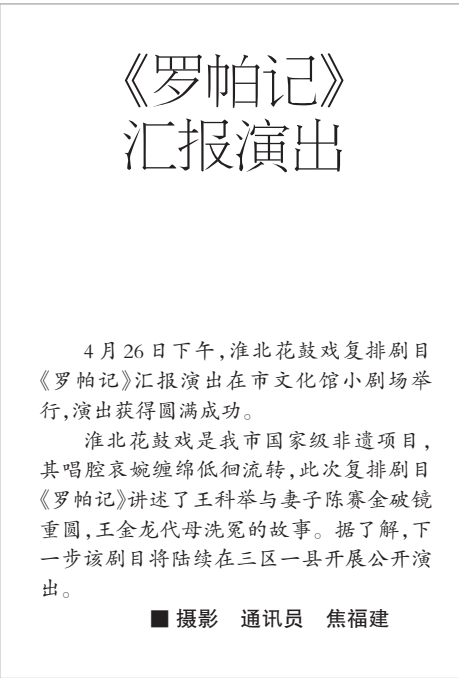 《罗帕记》
汇报演出
4月26日下午,淮北花鼓戏复排剧目
《罗帕记》汇报演出在市文化馆小剧场举
行,演出获得圆满成功。
淮北花鼓戏是我市国家级非遗项目,
其唱腔哀婉缠绵低徊流转,此次复排剧目
《罗帕记》讲述了王科举与妻子陈赛金破镜
重圆,王金龙代母洗冤的故事。据了解,下
一步该剧目将陆续在三区一县开展公开演
出。
■ 摄影 通讯员 焦福建